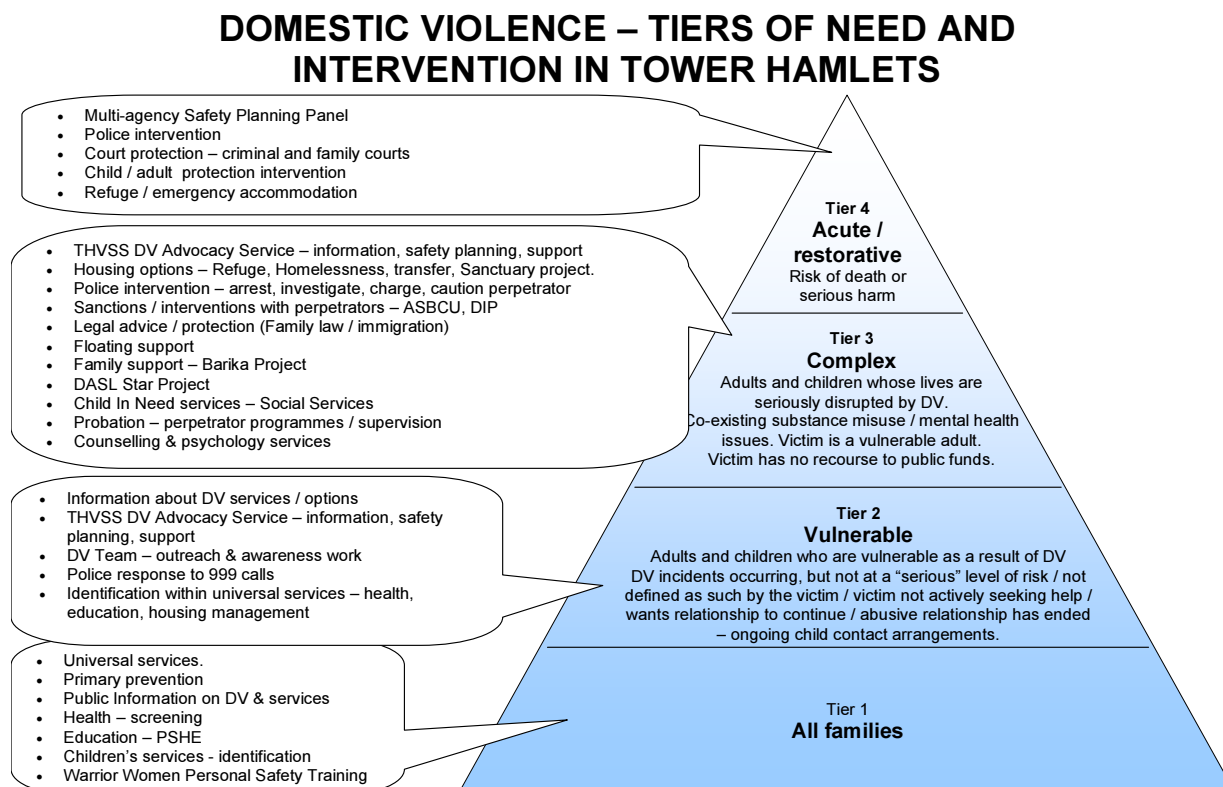 DOMESTIC VIOLENCE – TIERS OF NEED AND
INTERVENTION IN TOWER HAMLETS
• Multi-agency Safety Planning Panel
• Police intervention
• Court protection – criminal and family courts
• Child / adult protection intervention
• Refuge / emergency accommodation
Tier 4
Acute /
restorative
Risk of death or
serious harm
• THVSS DV Advocacy Service – information, safety planning, support
• Housing options – Refuge, Homelessness, transfer, Sanctuary project.
• Police intervention – arrest, investigate, charge, caution perpetrator
• Sanctions / interventions with perpetrators – ASBCU, DIP
• Legal advice / protection (Family law / immigration)
• Floating support
• Family support – Barika Project
• DASL Star Project
• Child In Need services – Social Services
• Probation – perpetrator programmes / supervision
• Counselling & psychology services
Tier 3
Complex
Adults and children whose lives are
seriously disrupted by DV.
Co-existing substance misuse / mental health
issues. Victim is a vulnerable adult.
Victim has no recourse to public funds.
• Information about DV services / options
• THVSS DV Advocacy Service – information, safety
planning, support
• DV Team – outreach & awareness work
• Police response to 999 calls
• Identification within universal services – health,
education, housing management
Tier 2
Vulnerable
Adults and children who are vulnerable as a result of DV
DV incidents occurring, but not at a “serious” level of risk / not
defined as such by the victim / victim not actively seeking help /
wants relationship to continue / abusive relationship has ended
– ongoing child contact arrangements.
• Universal services.
• Primary prevention
• Public Information on DV & services
• Health – screening
• Education – PSHE
• Children’s services - identification
• Warrior Women Personal Safety Training
Tier 1
All families